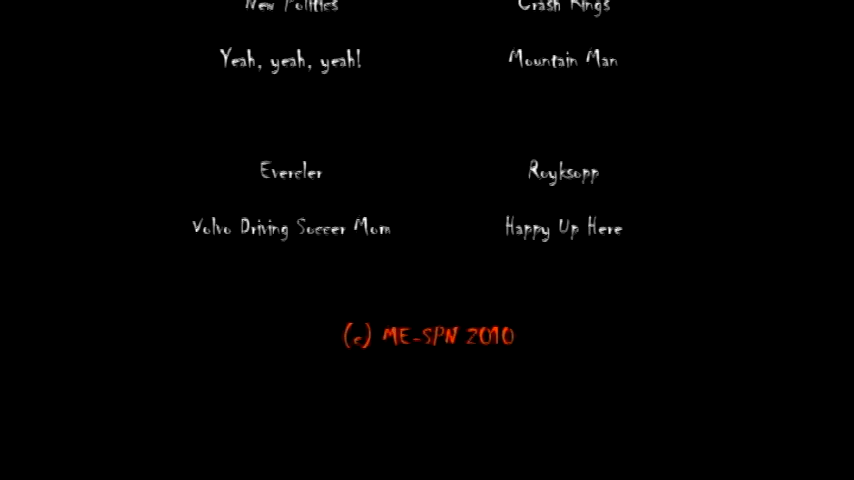 New Politics Crash Kings
Yeah, yeah, yeah! Mountain Man
Evercler Royksopp
Volvo Driving Soccer Mom Happy Up Here
(c) ME-SPN 2010